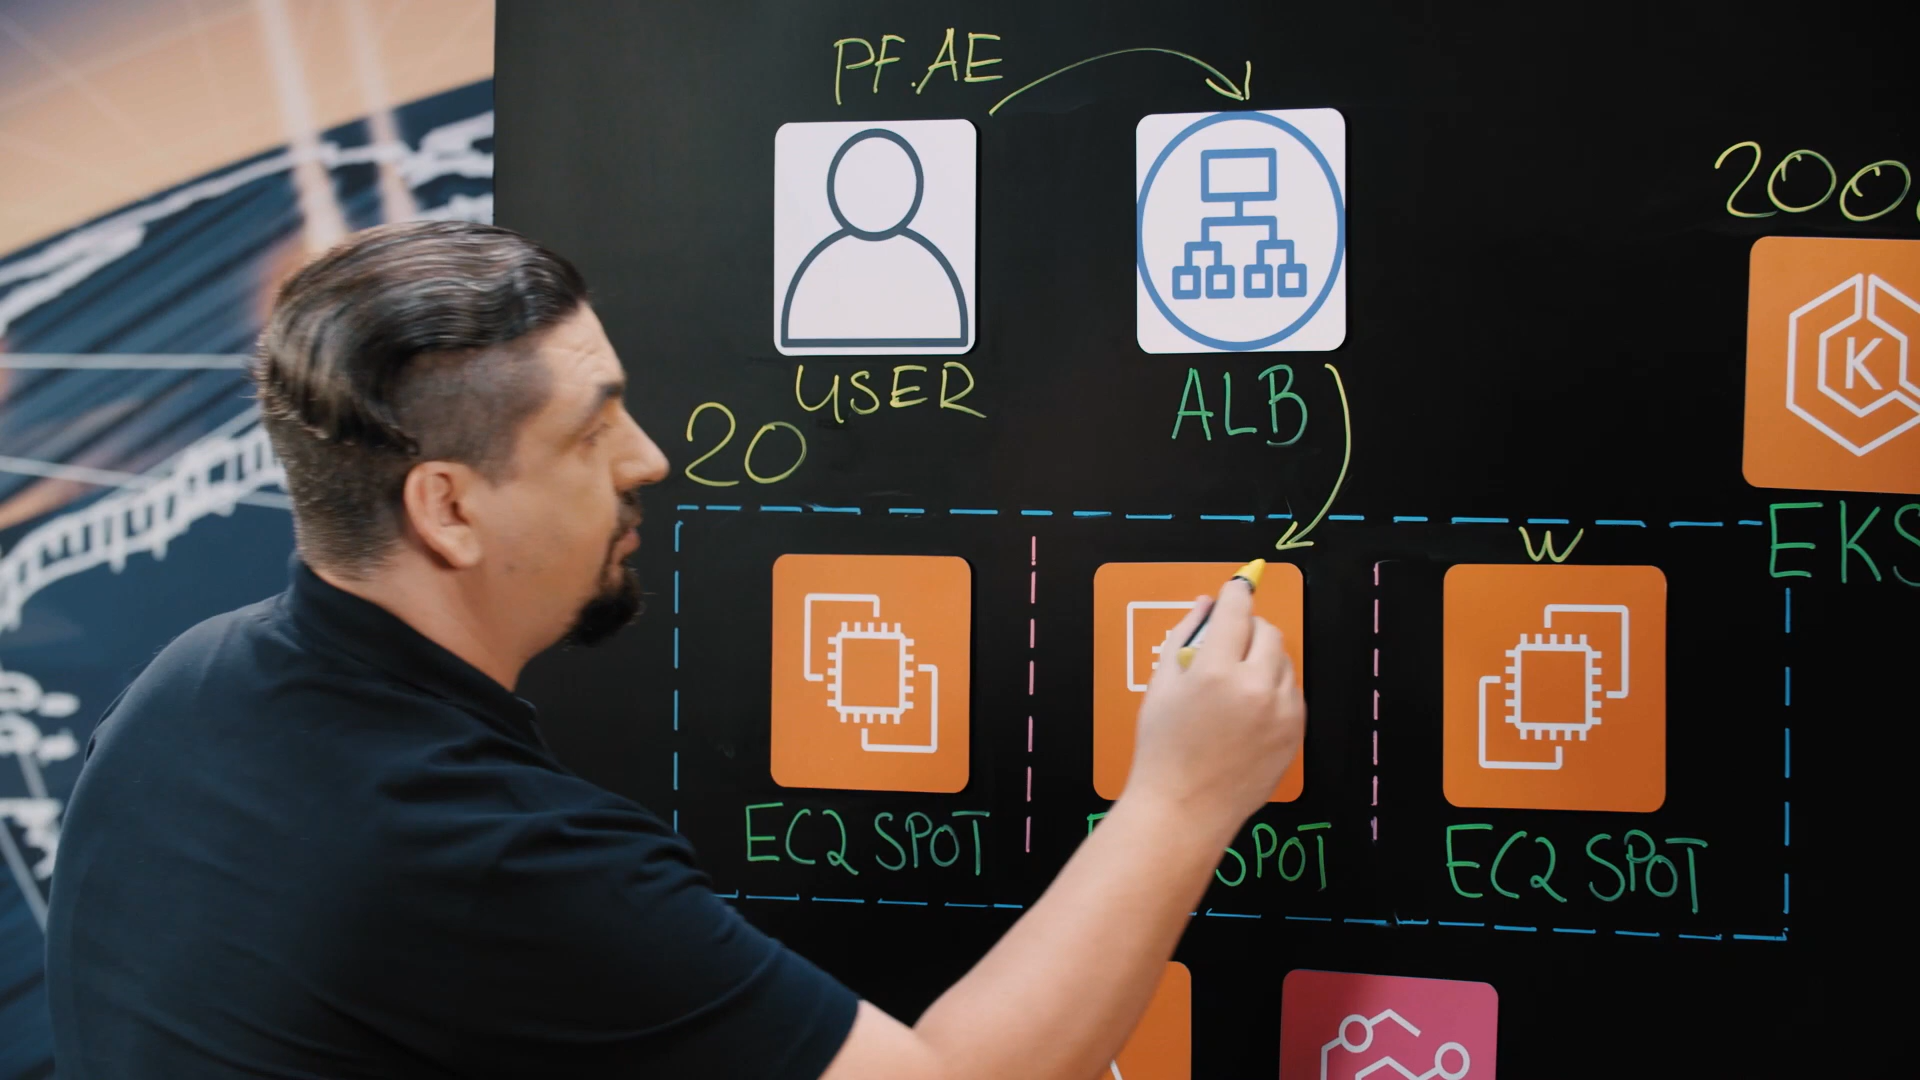 PF.AE
200
K
USER
ALB
20
EKS
W
EC2 SPOT
SPOT
EC2 SPOT